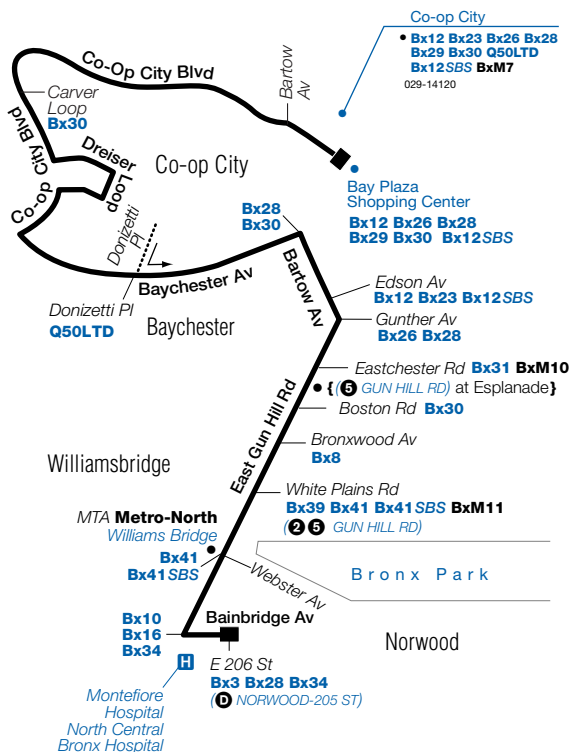 Co-op City
Bx12 Bx23 Bx26 Bx28
Bx29 Bx30 Q50LTD
Bx12SBS BxM7
029-14120
Co-Op City Blvd
Bartow
Av
Carver
Loop
Bx30
Co-op City Blvd
Dreiser
Loop
Co-op City
Bay Plaza
Shopping Center
Bx12 Bx26 Bx28
Bx29 Bx30 Bx12SBS
Bx28
Bx30
Donizetti
Pl
Baychester Av
Donizetti Pl
Q50LTD
Baychester
Bartow Av
Edson Av
Bx12 Bx23 Bx12SBS
Gunther Av
Bx26 Bx28
Eastchester Rd Bx31 BxM10
{(5 GUN HILL RD) at Esplanade}
Boston Rd Bx30
East Gun Hill Rd
Bronxwood Av
Bx8
Williamsbridge
White Plains Rd
Bx39 Bx41 Bx41SBS BxM11
(2 5 GUN HILL RD)
MTA Metro-North
Williams Bridge
Bx41
Bx41SBS
Webster Av
Bronx Park
Bx10
Bx16
Bx34
Bainbridge Av
Norwood
H
E 206 St
Bx3 Bx28 Bx34
(D NORWOOD-205 ST)
Montefiore
Hospital
North Central
Bronx Hospital